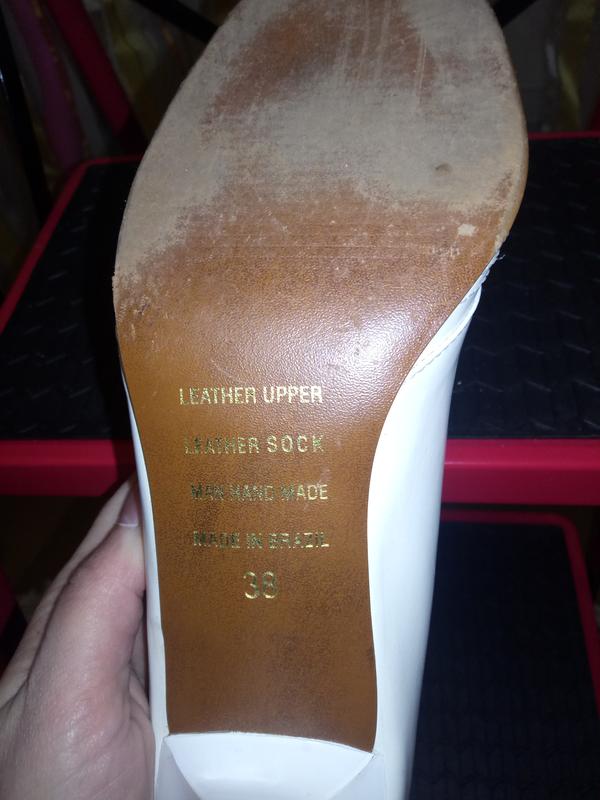 LEATHER UPPER
LEATHER SOCK
MAN HAND MADE
MADE IN BRAZIL
38